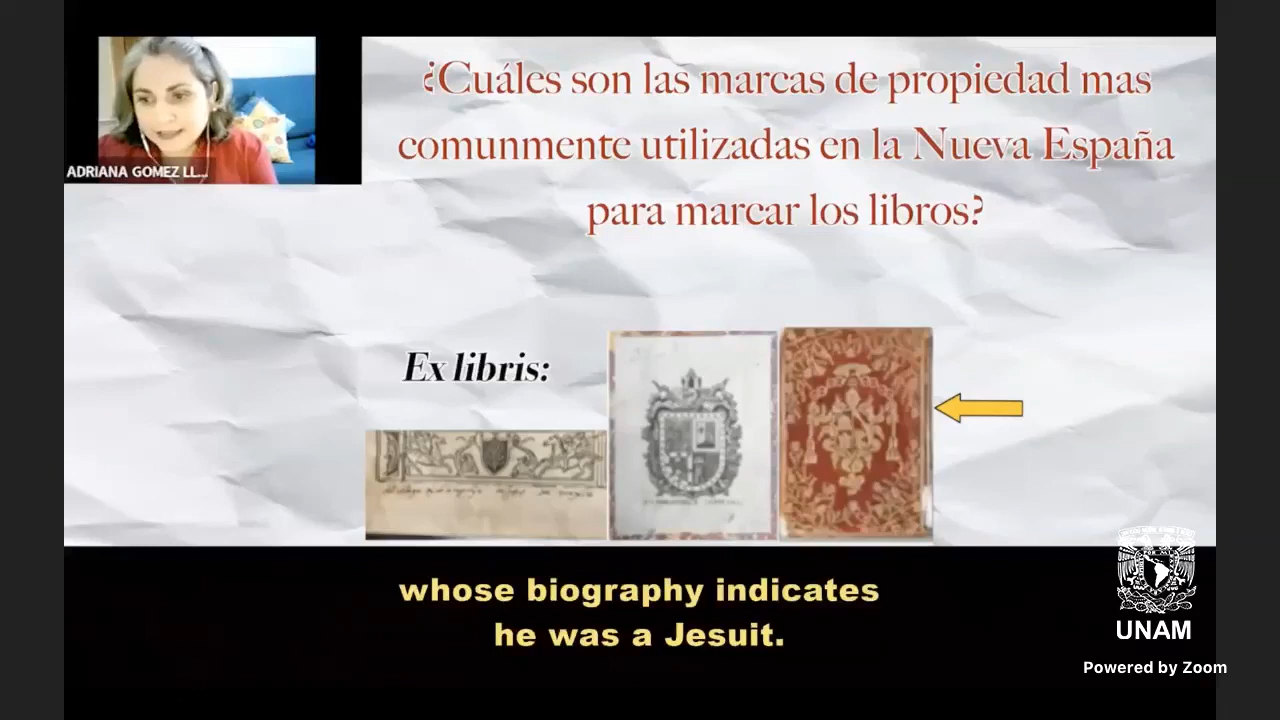 ADRIANA GOMEZ LL...
¿Cuáles son las marcas de propiedad mas
comunmente utilizadas en la Nueva España
para marcar los libros?
Ex libris:
whose biography indicates
he was a Jesuit.
UNAM
Powered by Zoom